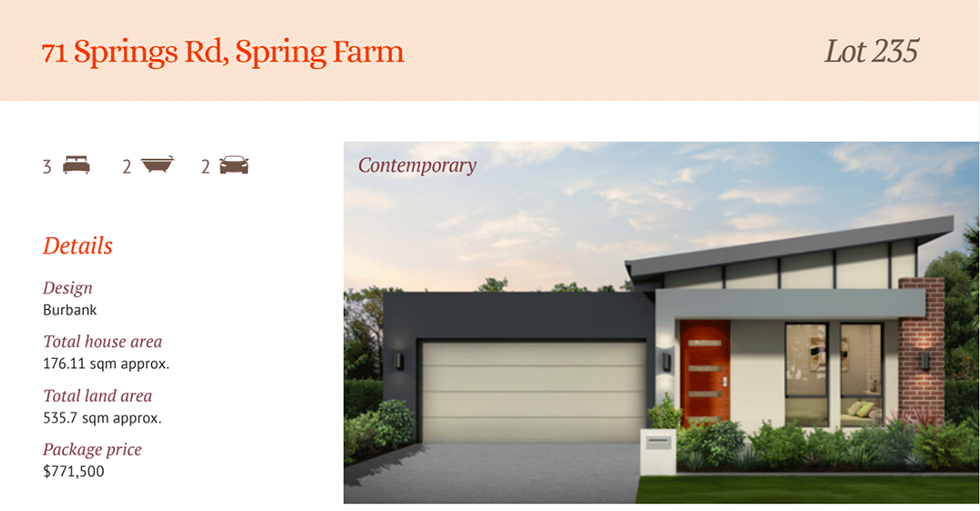 71 Springs Rd, Spring Farm
Lot 235
3 2 2
Contemporary
Details
Design
Burbank
Total house area
176.11 sqm approx.
Total land area
535.7 sqm approx.
Package price
$771,500